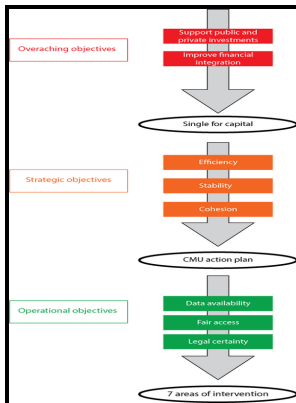 Support public and
private investments
Overaching objectives
Improve financial
integration
Single for capital
Efficiency
Strategic objectives
Stability
Cohesion
CMU action plan
Data availability
Operational objectives
Fair access
Legal certainty
7 areas of intervention